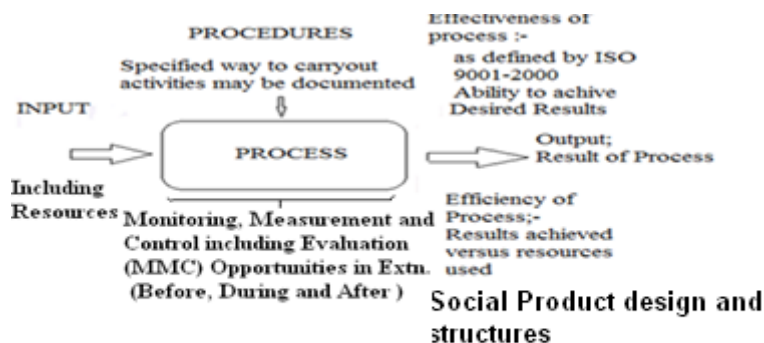 PROCEDURES
Specified way to carryout
activities may be documented
Effectiveness of
process :-
as defined by ISO
9001-2000
Ability to achive
Desired Results
INPUT
PROCESS
Output;
Result of Process
Including
Resources
Monitoring, Measurement and
Control including Evaluation
(MMC) Opportunities in Extn.
(Before, During and After )
Efficiency of
Process;-
Results achieved
versus resources
used
Social Product design and
structures